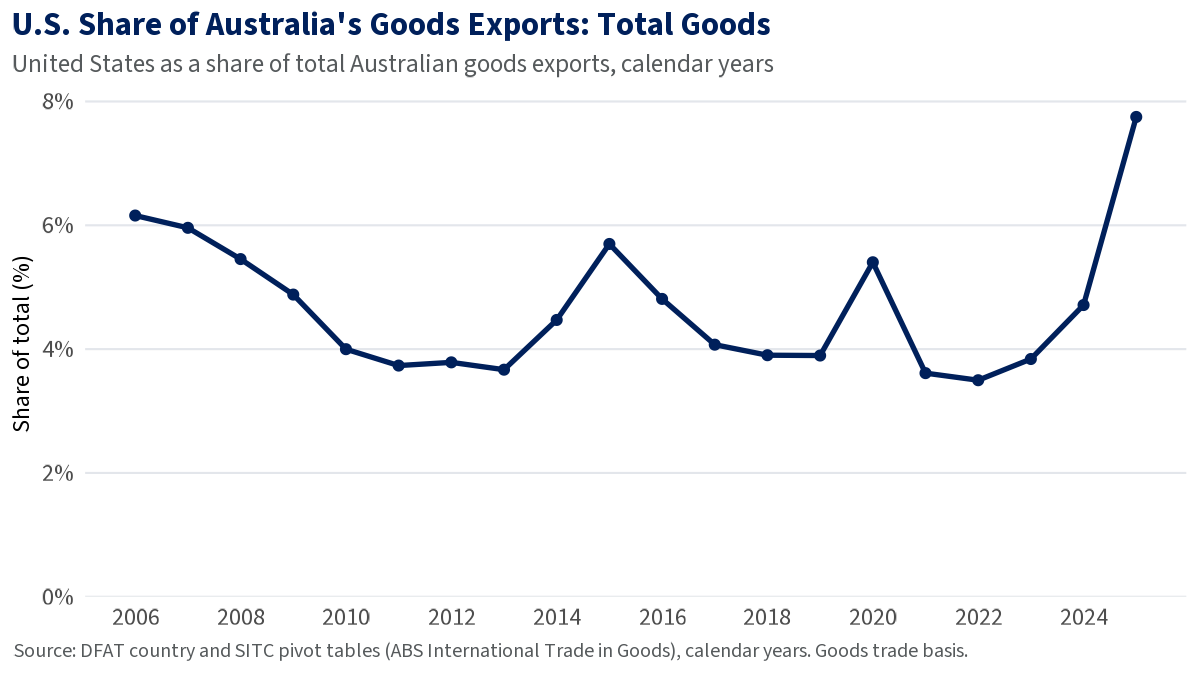 U.S. Share of Australia's Goods Exports: Total Goods
United States as a share of total Australian goods exports, calendar years
8%
6%
4%
2%
0%
Share of total (%)
2006 2008 2010 2012 2014 2016 2018 2020 2022 2024
Source: DFAT country and SITC pivot tables (ABS International Trade in Goods), calendar years. Goods trade basis.